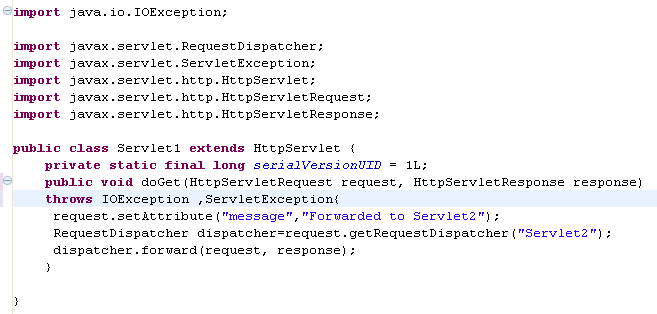 import java.io.IOException;
import javax.servlet.RequestDispatcher;
import javax.servlet.ServletException;
import javax.servlet.http.HttpServlet;
import javax.servlet.http.HttpServletRequest;
import javax.servlet.http.HttpServletResponse;
public class Servlet1 extends HttpServlet {
private static final long serialVersionUID = 1L;
public void doGet(HttpServletRequest request, HttpServletResponse response)
throws IOException ,ServletException{
request.setAttribute("message","Forwarded to Servlet2");
RequestDispatcher dispatcher=request.getRequestDispatcher("Servlet2");
dispatcher.forward(request, response);
}
}